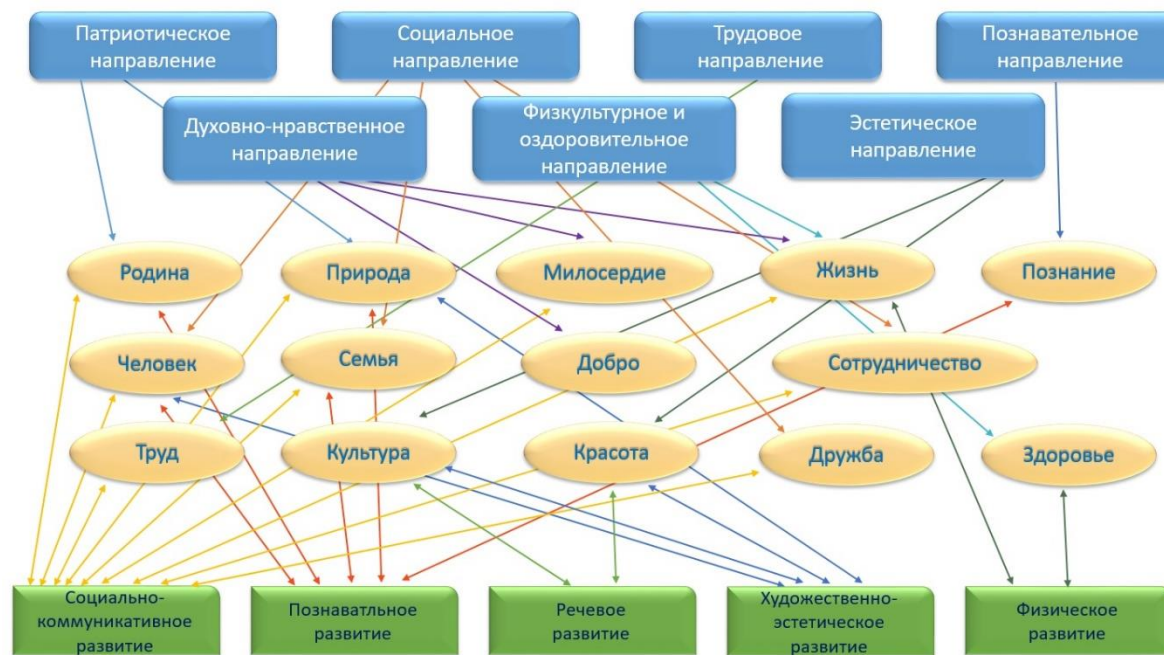 Патриотическое
направление
Социальное
направление
Трудовое
направление
Познавательное
направление
Духовно-нравственное
направление
Физкультурное и
оздоровительное
направление
Эстетическое
направление
Родина
Природа
Милосердие
Жизнь
Познание
Человек
Семья
Добро
Сотрудничество
Труд
Культура
Красота
Дружба
Здоровье
Социально-
коммуникативное
развитие
Познаватльное
развитие
Речевое
развитие
Художественно-
эстетическое
развитие
Физическое
развитие